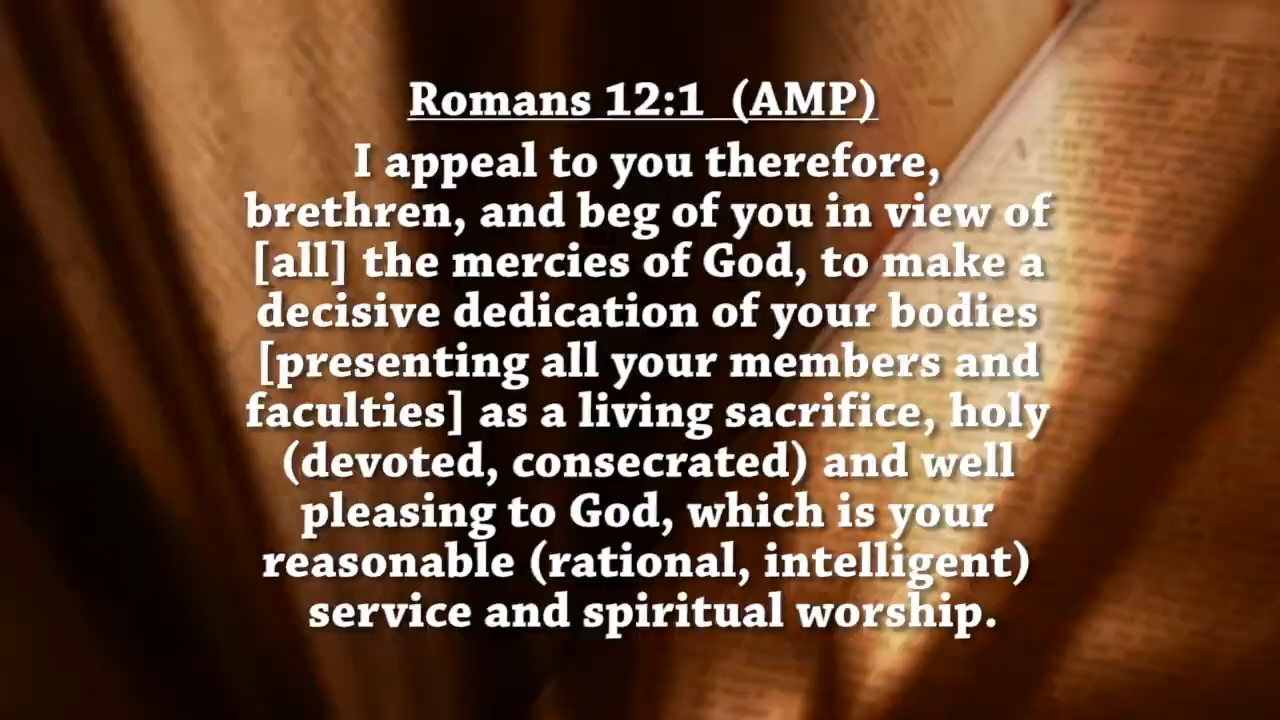 Romans 12:1 (AMP)
I appeal to you therefore,
brethren, and beg of you in view of
[all] the mercies of God, to make a
decisive dedication of your bodies
[presenting all your members and
faculties] as a living sacrifice, holy
(devoted, consecrated) and well
pleasing to God, which is your
reasonable (rational, intelligent)
service and spiritual worship.